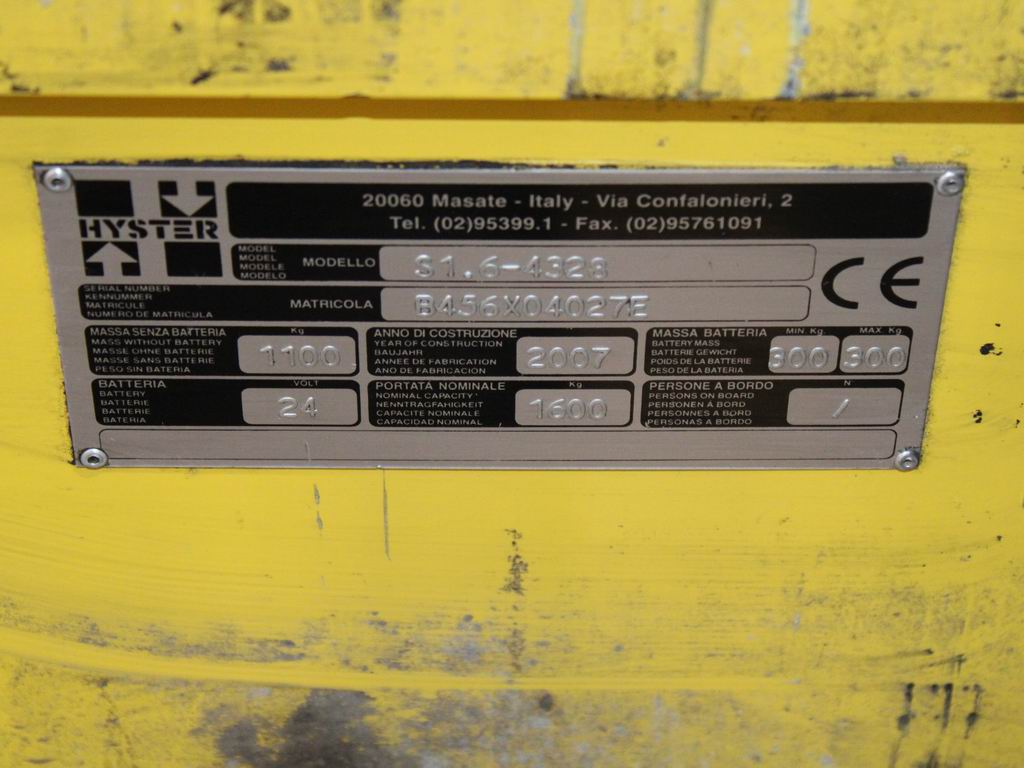 HYSTER
20060 Masate - Italy - Via Confalonieri, 2
Tel. (02)95399.1 - Fax. (02)95761091
MODEL
MODEL
MODELE
MODELO
MODELLO S1.6-4328
CE
SERIAL NUMBER
KENNUMMER
MATRICULE
NUMERO DE MATRICULA
MATRICOLA B456X04027E
MASSA SENZA BATTERIA Kg
MASS WITHOUT BATTERY
MASSE OHNE BATTERIE
MASSE SANS BATTERIE
PESO SIN BATERIA
1100
ANNO DI COSTRUZIONE
YEAR OF CONSTRUCTION
BAUJAHR
ANNEE DE FABRICATION
ANO DE FABRICACION
2007
MASSA BATTERIA MIN. Kg. MAX. Kg
BATTERY MASS
BATTERIE GEWICHT
POIDS DE LA BATTERIE
PESO DE LA BATERIA
300 300
BATTERIA VOLT
BATTERY
BATTERIE
BATTERIE
BATERIA
24
PORTATA NOMINALE Kg
NOMINAL CAPACITY
NENNTRAGFAHIGKEIT
CAPACITE NOMINALE
CAPACIDAD NOMINAL
1600
PERSONE A BORDO N
PERSONS ON BOARD
PERSONEN A BORD
PERSONNES A BORD
PERSONAS A BORDO
/